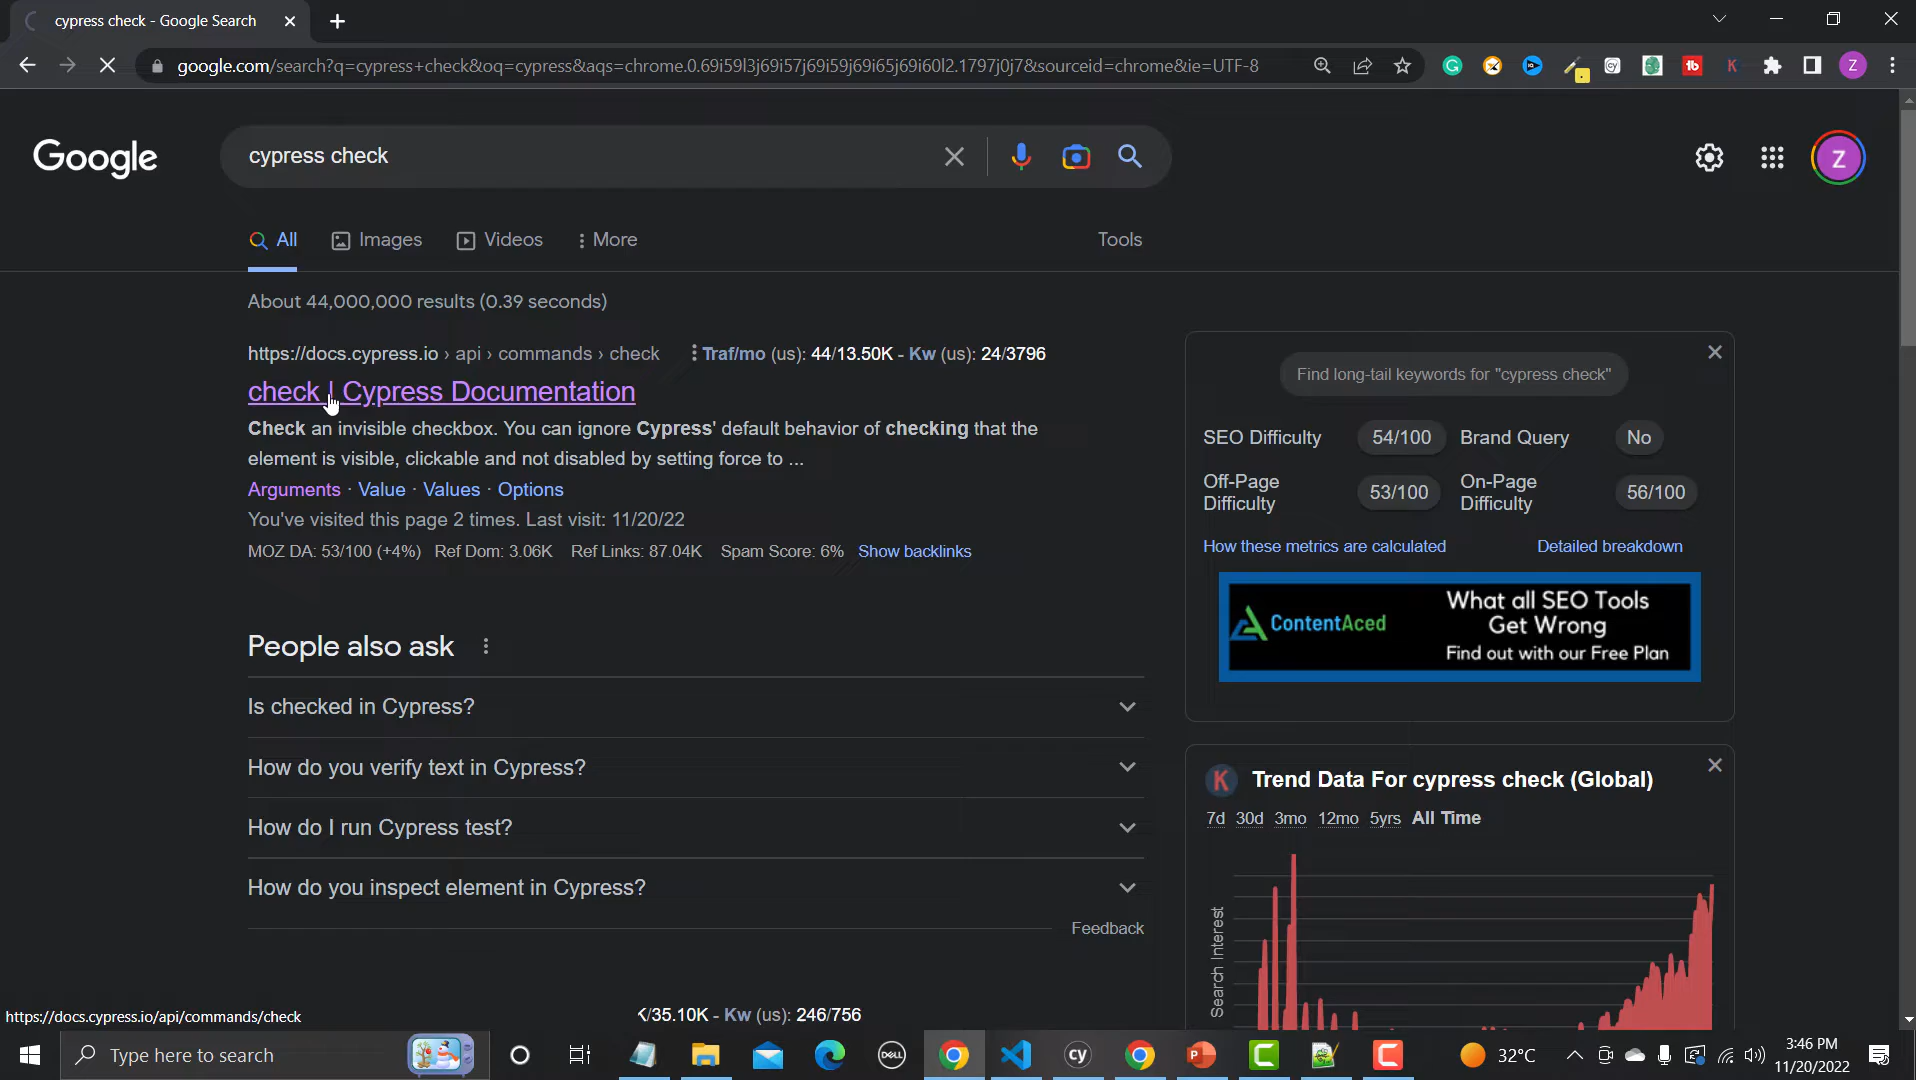 cypress check - Google Search
google.com/search?q=cypress+check&oq=cypress&aqs=chrome.0.69i59l3j69i57j69i59j69i65j69i60l2.1797j0j7&sourceid=chrome&ie=UTF-8
Z
Google
cypress check
Z
All
Images
Videos
More
Tools
About 44,000,000 results (0.39 seconds)
https://docs.cypress.io › api › commands › check
Traf/mo (us): 44/13.50K - Kw (us): 24/3796
check | Cypress Documentation
Check an invisible checkbox. You can ignore Cypress' default behavior of checking that the
element is visible, clickable and not disabled by setting force to ...
Arguments · Value · Values · Options
You've visited this page 2 times. Last visit: 11/20/22
MOZ DA: 53/100 (+4%) Ref Dom: 3.06K Ref Links: 87.04K Spam Score: 6% Show backlinks
People also ask
Is checked in Cypress?
How do you verify text in Cypress?
How do I run Cypress test?
How do you inspect element in Cypress?
Feedback
/35.10K - Kw (us): 246/756
Find long-tail keywords for "cypress check"
SEO Difficulty 54/100 Brand Query No
Off-Page Difficulty 53/100 On-Page Difficulty 56/100
How these metrics are calculated
Detailed breakdown
ContentAced
What all SEO Tools
Get Wrong
Find out with our Free Plan
K
Trend Data For cypress check (Global)
7d 30d 3mo 12mo 5yrs All Time
Search Interest
https://docs.cypress.io/api/commands/check
Type here to search
DELL
cy
32°C
3:46 PM
11/20/2022